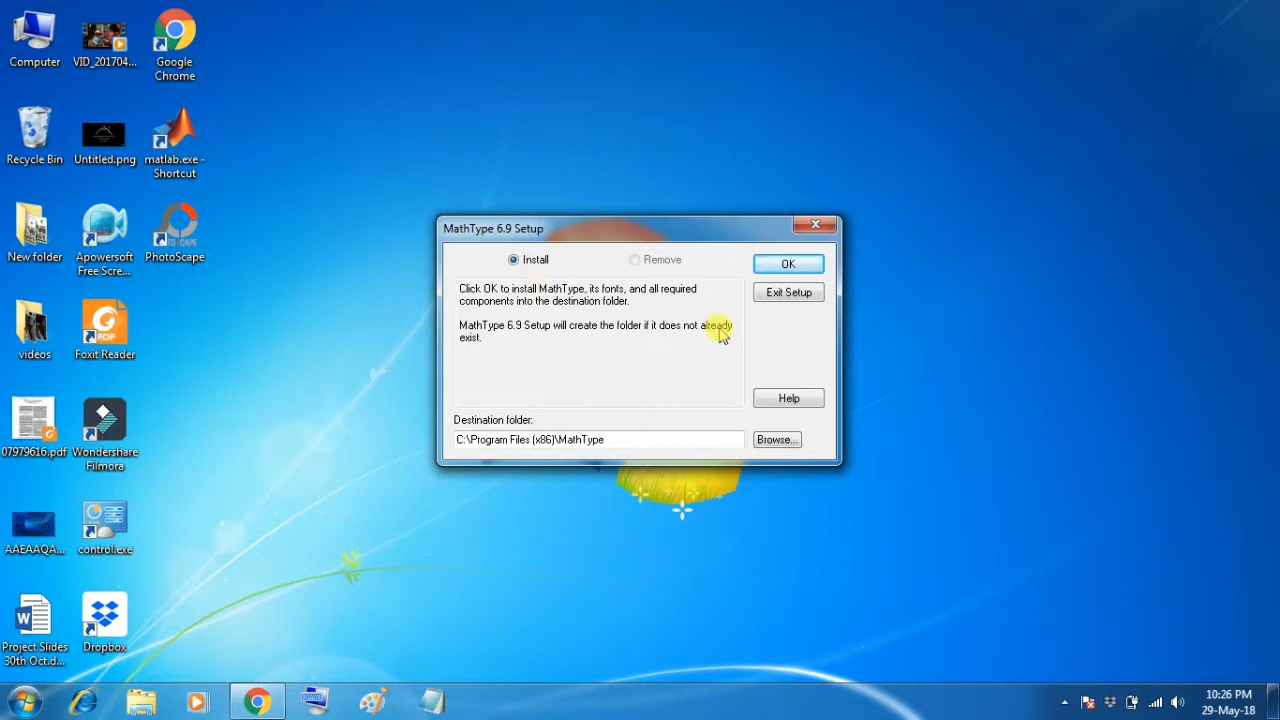 Computer
VID_201704...
Google
Chrome
Recycle Bin
Untitled.png
matlab.exe -
Shortcut
New folder
Apowersoft
Free Scre...
PhotoScape
videos
Foxit Reader
07979616.pdf
Wondershare
Filmora
AAEAAQA...
control.exe
Project Slides
30th Oct.d...
Dropbox
MathType 6.9 Setup
Install
Remove
OK
Click OK to install MathType, its fonts, and all required
components into the destination folder.
Exit Setup
MathType 6.9 Setup will create the folder if it does not already
exist.
Help
Destination folder:
C:\Program Files (x86)\MathType
Browse...
10:26 PM
29-May-18